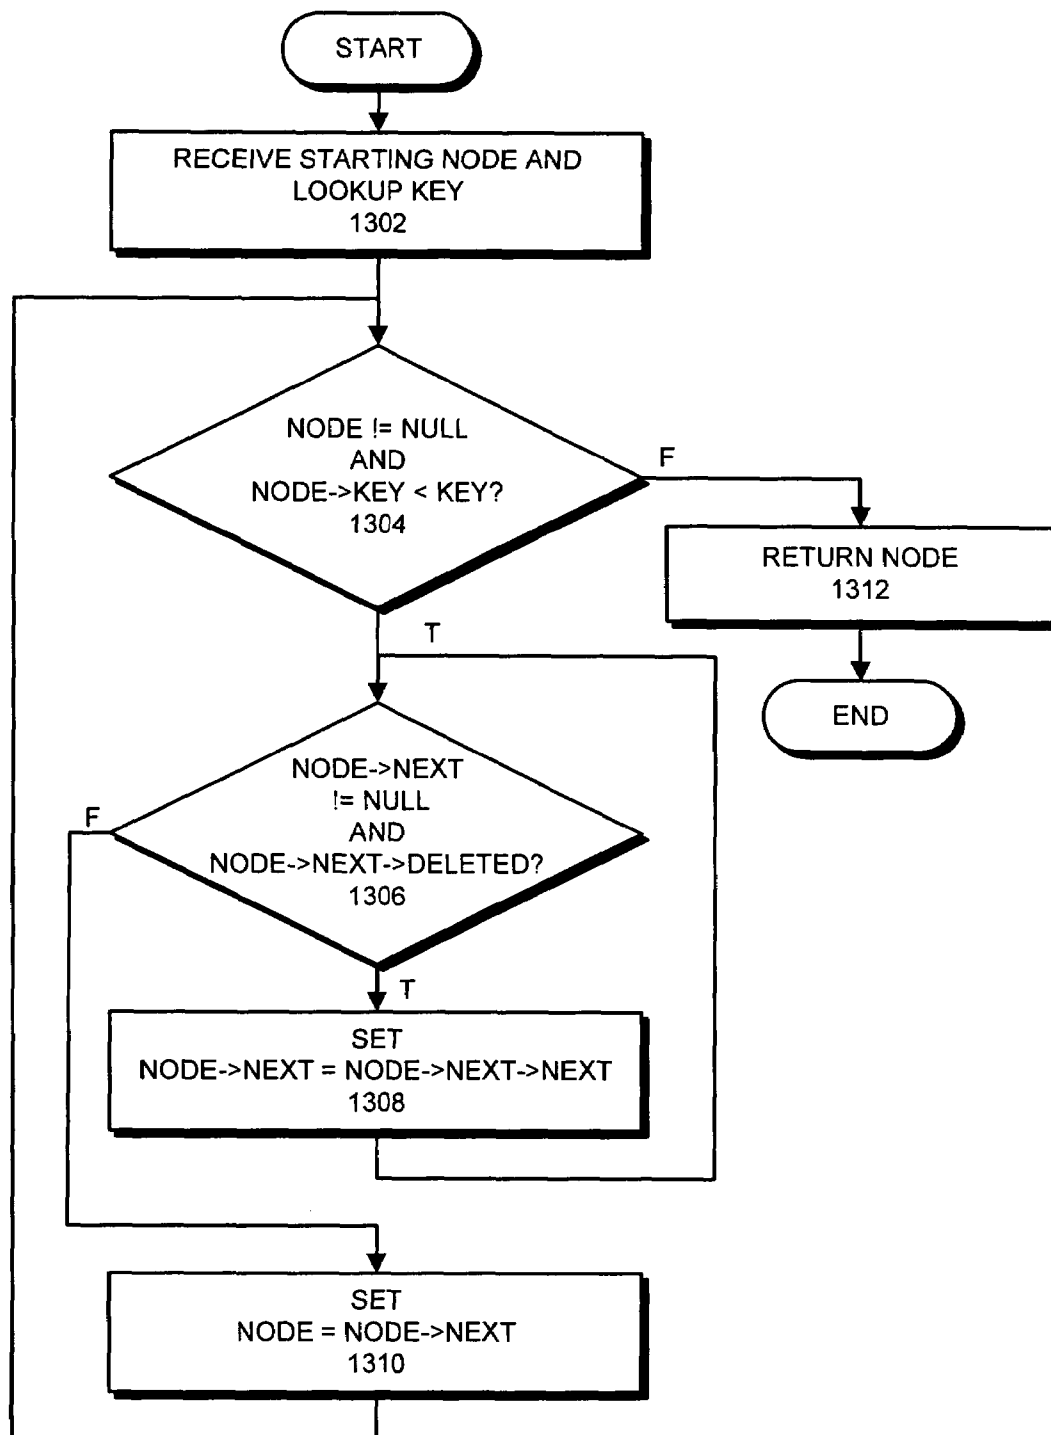 START
RECEIVE STARTING NODE AND
LOOKUP KEY
1302
NODE != NULL
AND
NODE->KEY < KEY?
1304
F
RETURN NODE
1312
T
END
NODE->NEXT
!= NULL
AND
NODE->NEXT->DELETED?
1306
F
T
SET
NODE->NEXT = NODE->NEXT->NEXT
1308
SET
NODE = NODE->NEXT
1310